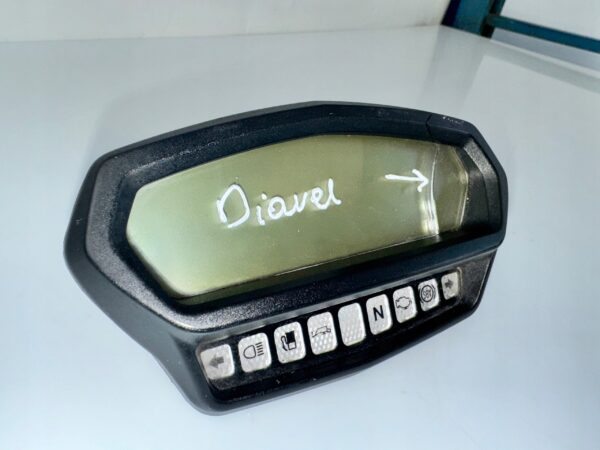 Diavel →
N